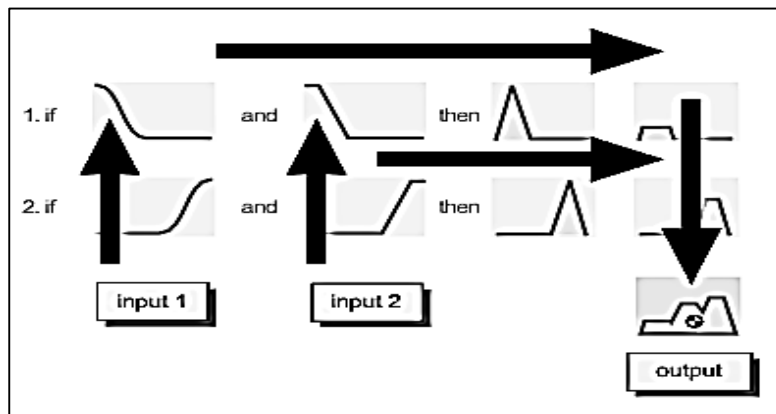 1. if and then
2. if and then
input 1 input 2
output